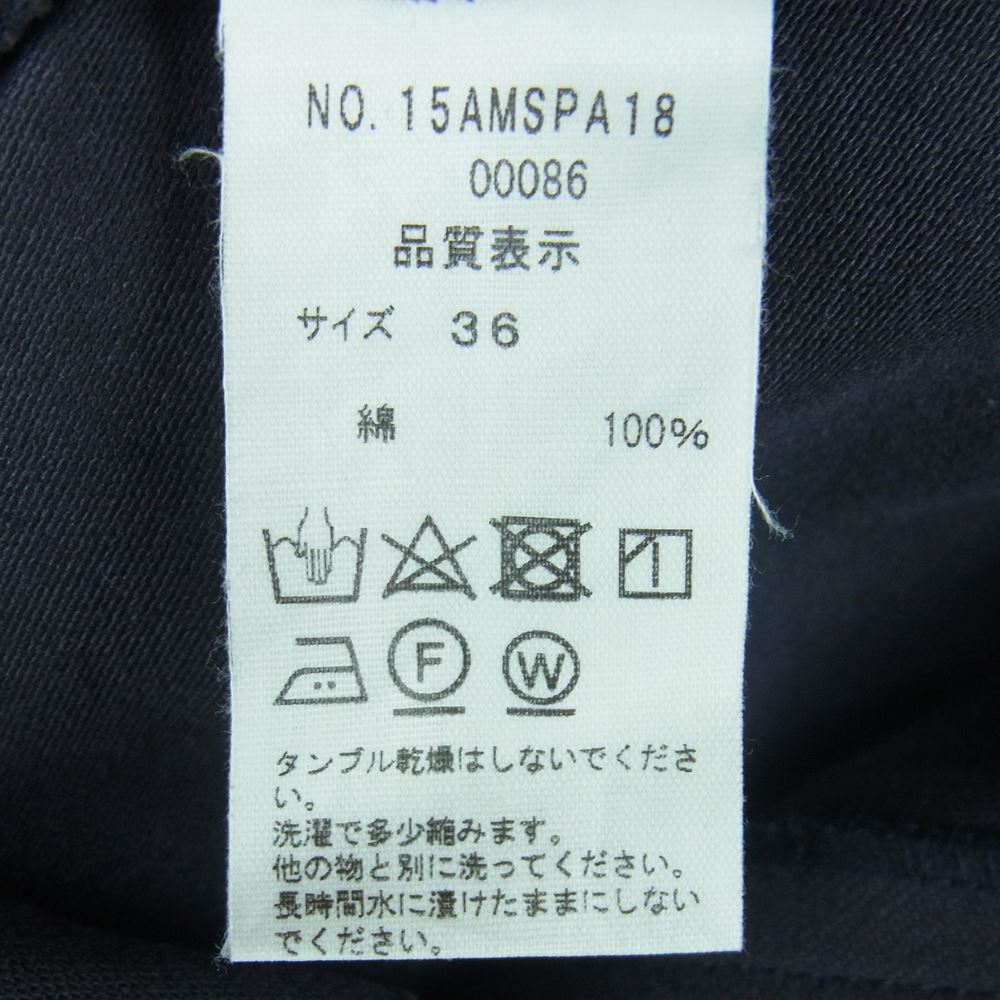 NO. 15AMSPA18
00086
品質表示
サイズ 36
綿 100%
F W
タンブル乾燥はしないでくださ
い。
洗濯で多少縮みます。
他の物と別に洗ってください。
長時間水に漬けたままにしない
でください。